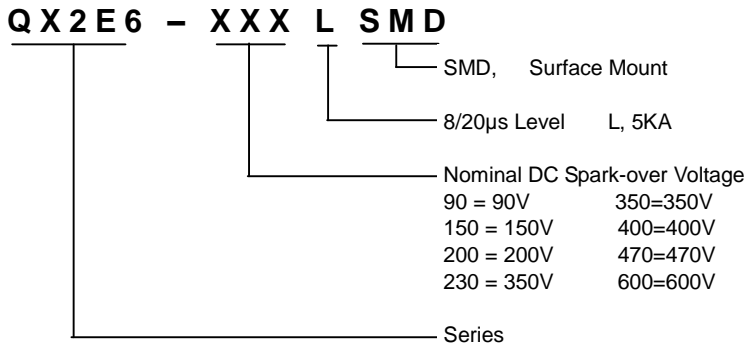 QX2E6 – XXX L SMD
SMD, Surface Mount
8/20µs Level L, 5KA
Nominal DC Spark-over Voltage
90 = 90V 350=350V
150 = 150V 400=400V
200 = 200V 470=470V
230 = 350V 600=600V
Series